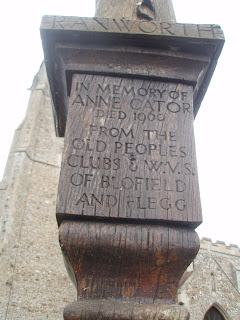 RANWORTH
IN MEMORY OF
ANNE CATOR
DIED 1960
FROM THE
OLD PEOPLES
CLUBS & W.V.S.
OF BLOFIELD
AND FLEGG